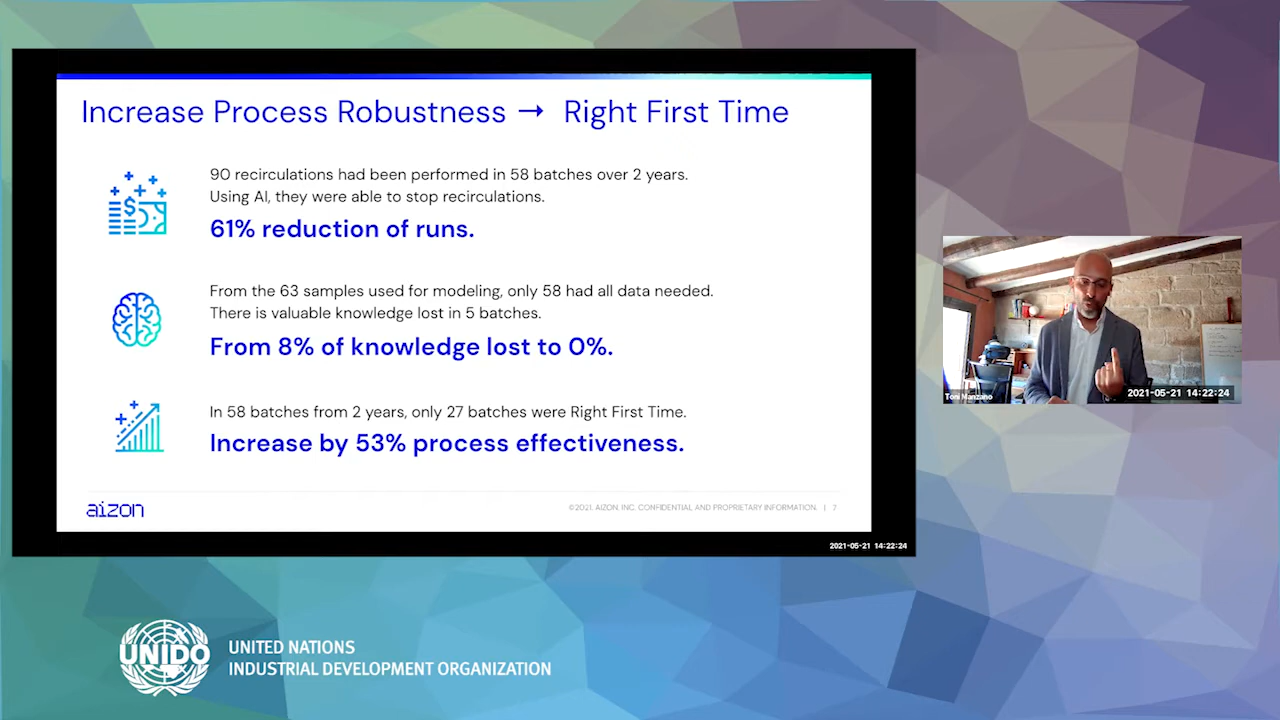 Increase Process Robustness → Right First Time
90 recirculations had been performed in 58 batches over 2 years.
Using AI, they were able to stop recirculations.
61% reduction of runs.
From the 63 samples used for modeling, only 58 had all data needed.
There is valuable knowledge lost in 5 batches.
From 8% of knowledge lost to 0%.
In 58 batches from 2 years, only 27 batches were Right First Time.
Increase by 53% process effectiveness.
aizon
©2021. AIZON, INC. CONFIDENTIAL AND PROPRIETARY INFORMATION. | 7
2021-05-21 14:22:24
Toni Manzano
2021-05-21 14:22:24
UNIDO
UNITED NATIONS
INDUSTRIAL DEVELOPMENT ORGANIZATION